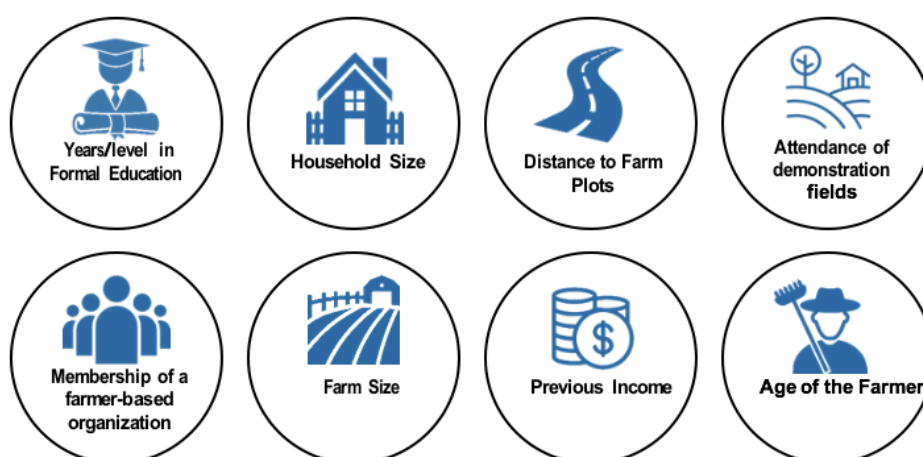 Years/level in
Formal Education
Household Size
Distance to Farm
Plots
Attendance of
demonstration
fields
Membership of a
farmer-based
organization
Farm Size
$
Previous Income
Age of the Farmer